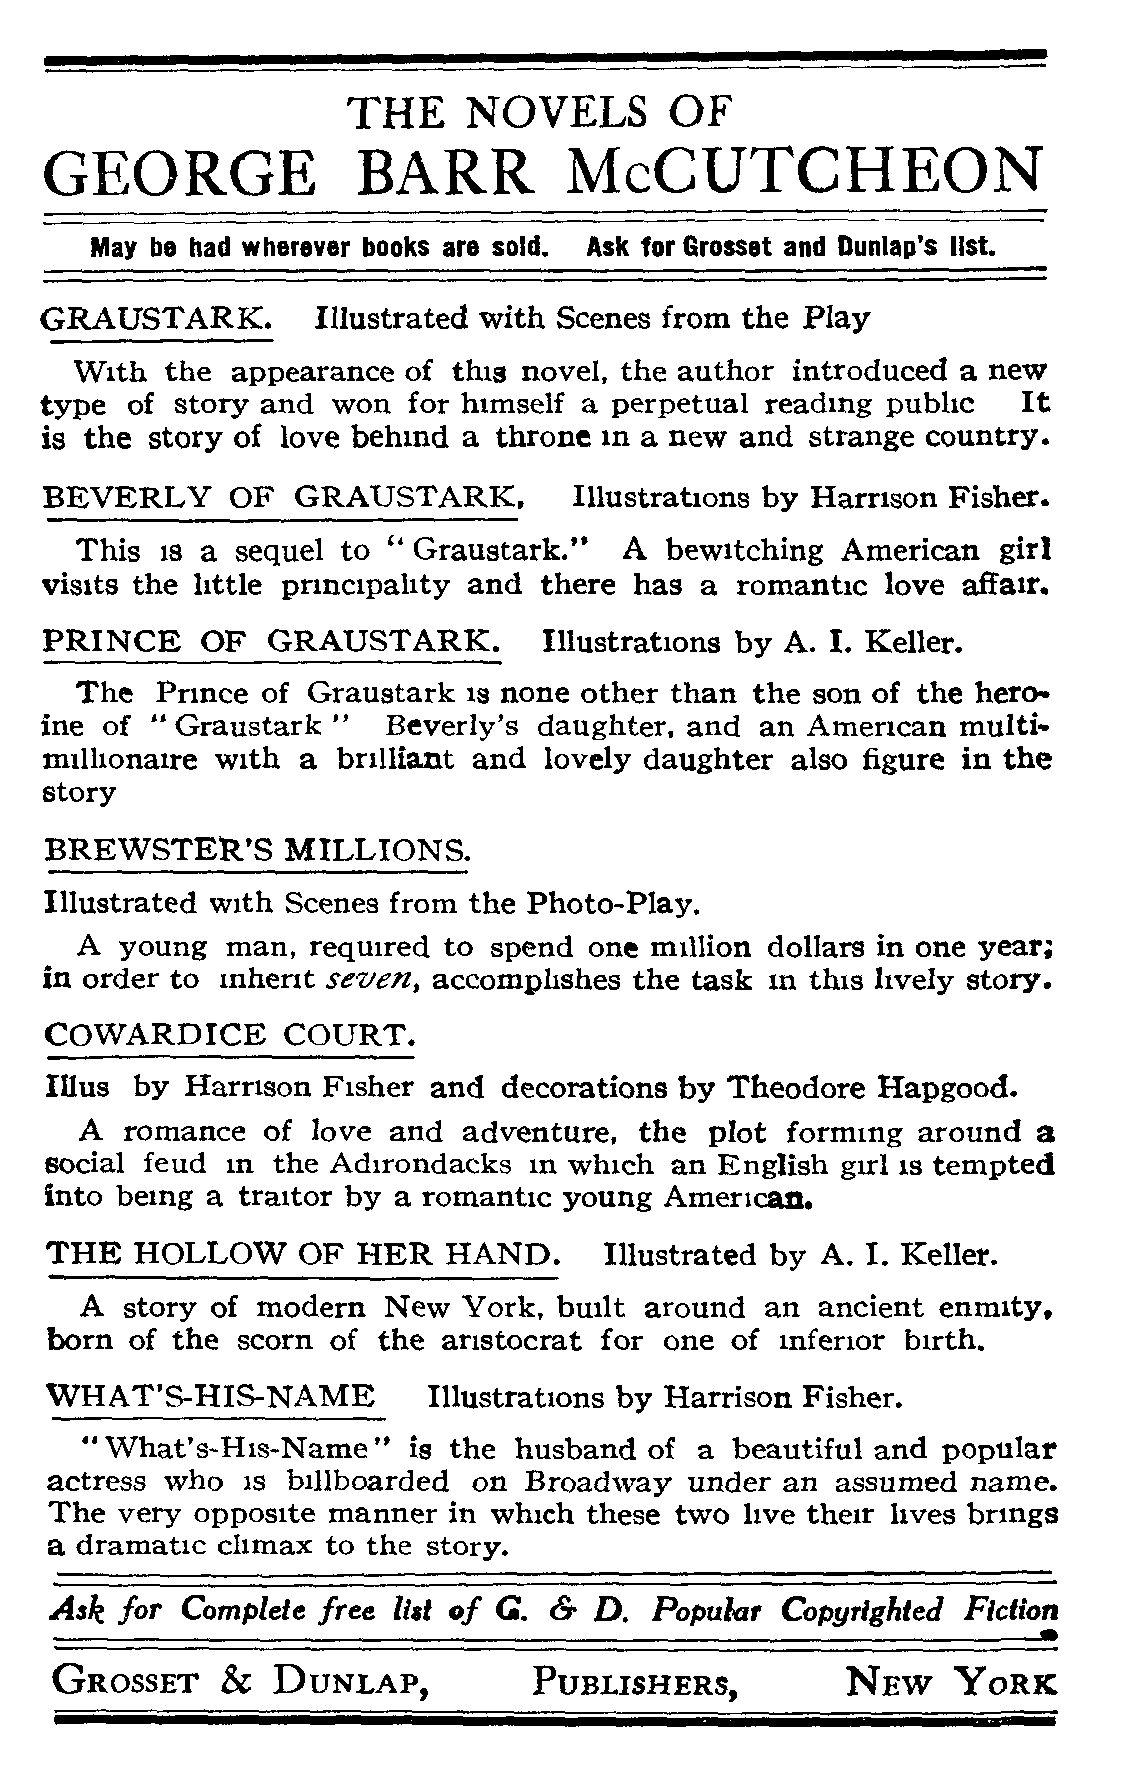 THE NOVELS OF
GEORGE BARR McCUTCHEON
May be had wherever books are sold. Ask for Grosset and Dunlap's list.
GRAUSTARK. Illustrated with Scenes from the Play
With the appearance of this novel, the author introduced a new
type of story and won for himself a perpetual reading public It
is the story of love behind a throne in a new and strange country.
BEVERLY OF GRAUSTARK, Illustrations by Harrison Fisher.
This is a sequel to "Graustark." A bewitching American girl
visits the little principality and there has a romantic love affair.
PRINCE OF GRAUSTARK. Illustrations by A. I. Keller.
The Prince of Graustark is none other than the son of the hero-
ine of "Graustark" Beverly's daughter, and an American multi-
millionaire with a brilliant and lovely daughter also figure in the
story
BREWSTER'S MILLIONS.
Illustrated with Scenes from the Photo-Play.
A young man, required to spend one million dollars in one year;
in order to inherit seven, accomplishes the task in this lively story.
COWARDICE COURT.
Illus by Harrison Fisher and decorations by Theodore Hapgood.
A romance of love and adventure, the plot forming around a
social feud in the Adirondacks in which an English girl is tempted
into being a traitor by a romantic young American.
THE HOLLOW OF HER HAND. Illustrated by A. I. Keller.
A story of modern New York, built around an ancient enmity,
born of the scorn of the aristocrat for one of inferior birth.
WHAT'S-HIS-NAME Illustrations by Harrison Fisher.
"What's-His-Name" is the husband of a beautiful and popular
actress who is billboarded on Broadway under an assumed name.
The very opposite manner in which these two live their lives brings
a dramatic climax to the story.
Ask for Complete free list of G. & D. Popular Copyrighted Fiction
GROSSET & DUNLAP, PUBLISHERS, NEW YORK